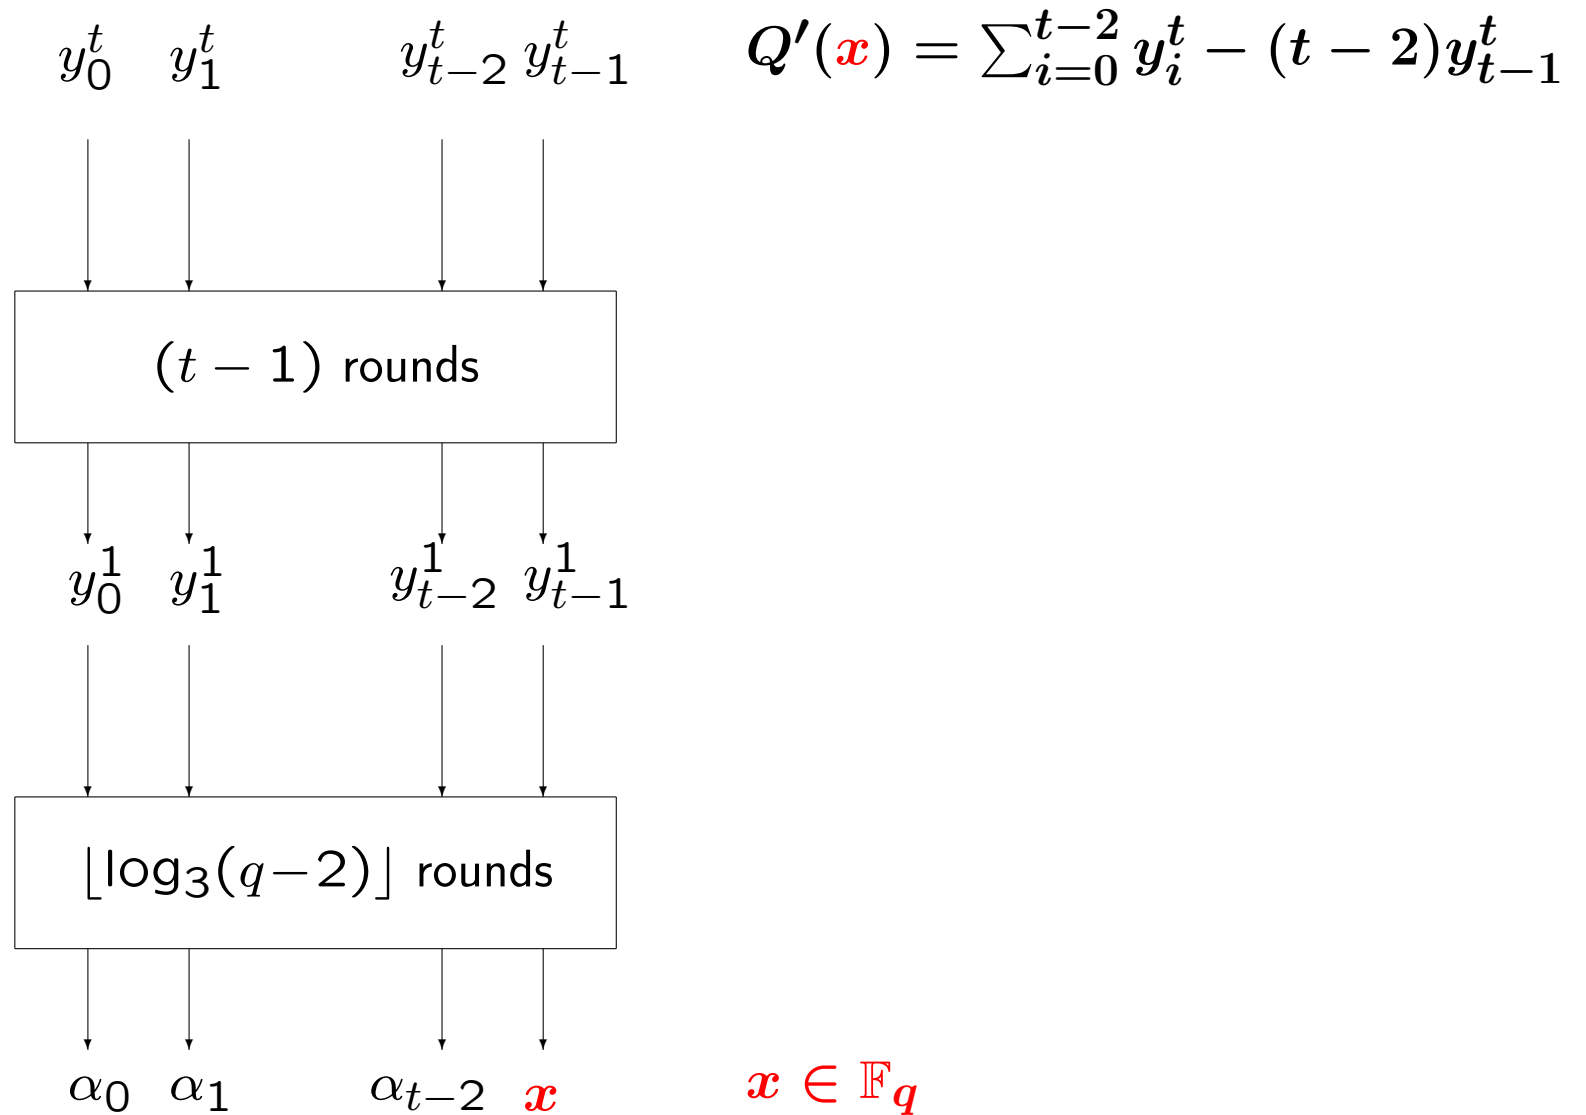 y_0^t y_1^t y_{t-2}^t y_{t-1}^t Q′(x) = ∑_{i=0}^{t-2} y_i^t − (t − 2)y_{t-1}^t
(t − 1) rounds
y_0^1 y_1^1 y_{t-2}^1 y_{t-1}^1
⌊log_3(q−2)⌋ rounds
α_0 α_1 α_{t-2} x x ∈ 𝔽_q